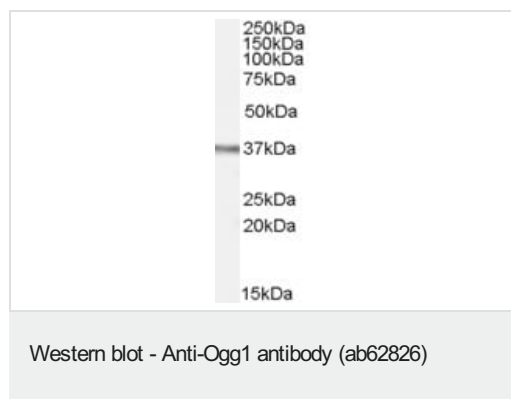 250kDa
150kDa
100kDa
75kDa
50kDa
37kDa
25kDa
20kDa
15kDa
Western blot - Anti-Ogg1 antibody (ab62826)